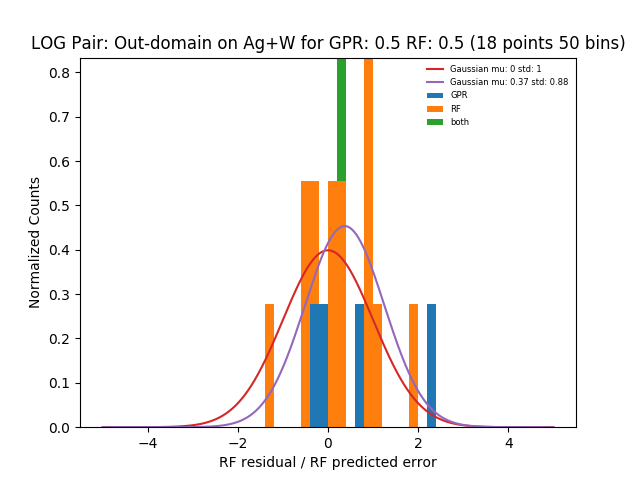 LOG Pair: Out-domain on Ag+W for GPR: 0.5 RF: 0.5 (18 points 50 bins)
Gaussian mu: 0 std: 1
Gaussian mu: 0.37 std: 0.88
GPR
RF
both
Normalized Counts
0.8
0.7
0.6
0.5
0.4
0.3
0.2
0.1
0.0
−4
−2
0
2
4
RF residual / RF predicted error